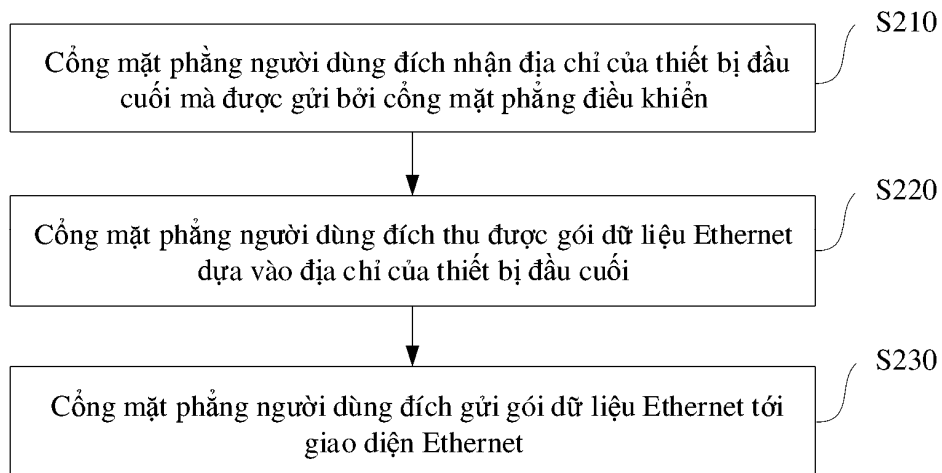 S210
Cổng mặt phẳng người dùng đích nhận địa chỉ của thiết bị đầu
cuối mà được gửi bởi cổng mặt phẳng điều khiển
S220
Cổng mặt phẳng người dùng đích thu được gói dữ liệu Ethernet
dựa vào địa chỉ của thiết bị đầu cuối
S230
Cổng mặt phẳng người dùng đích gửi gói dữ liệu Ethernet tới
giao diện Ethernet